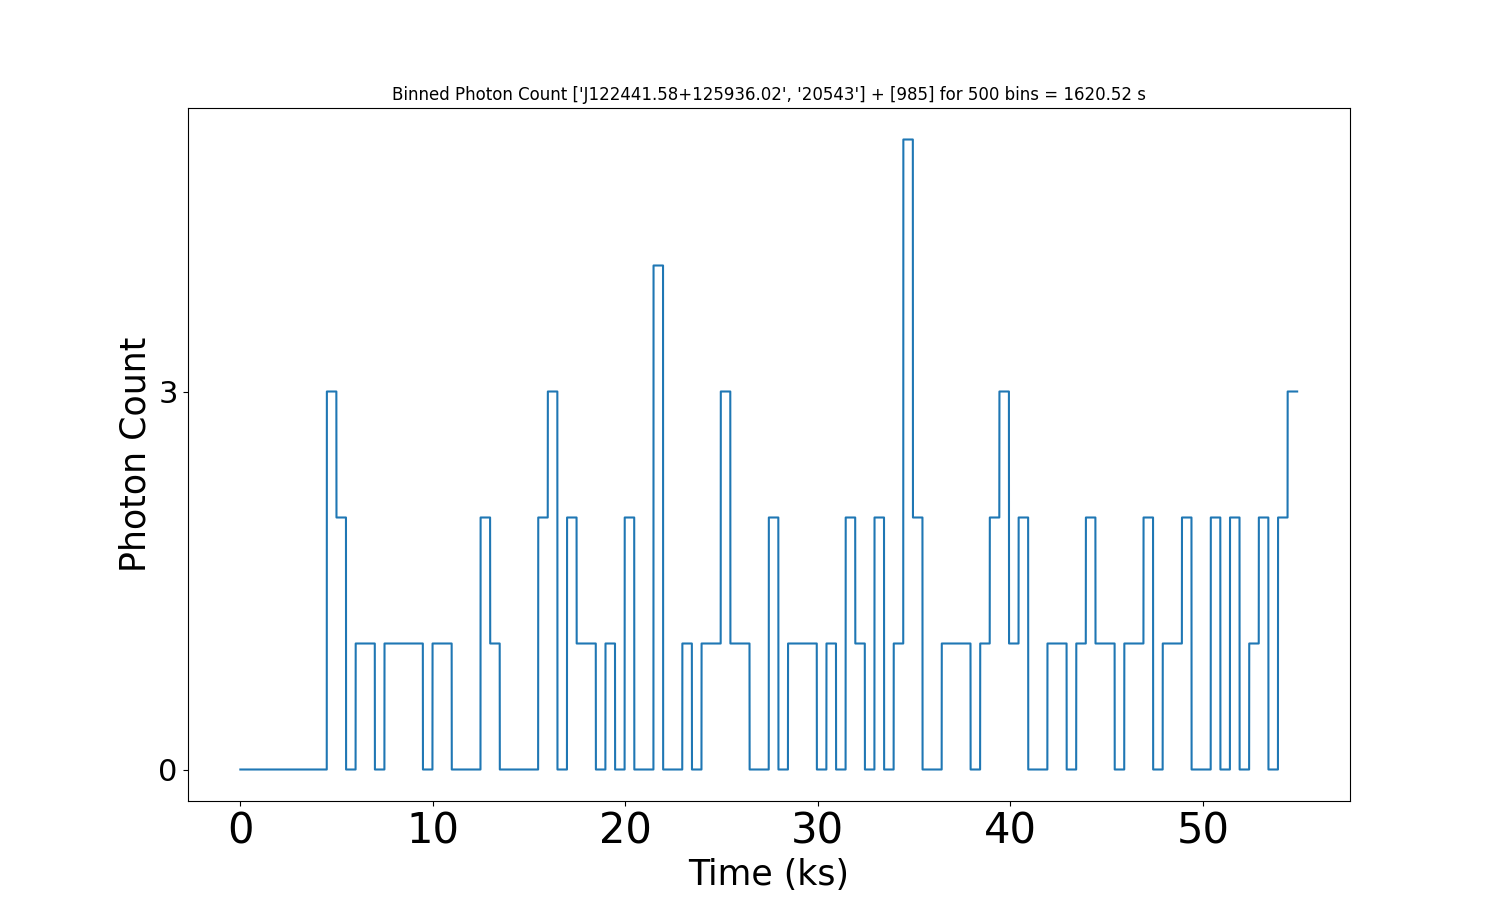 Binned Photon Count ['J122441.58+125936.02', '20543'] + [985] for 500 bins = 1620.52 s
Photon Count
3
0
0 10 20 30 40 50
Time (ks)